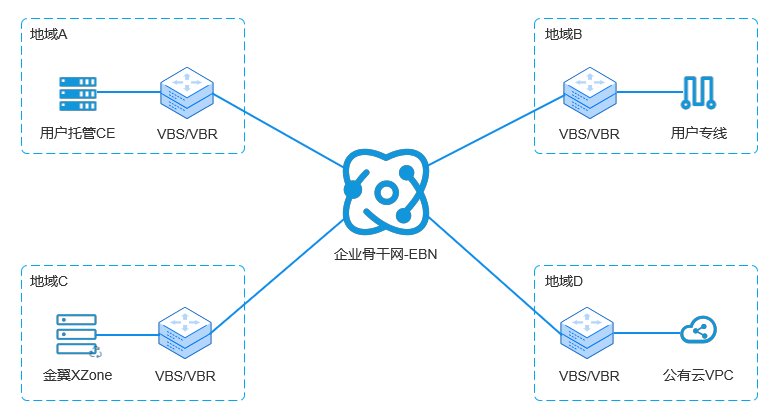 地域A
用户托管CE
VBS/VBR
地域B
VBS/VBR
用户专线
企业骨干网-EBN
地域C
金翼XZone
VBS/VBR
地域D
VBS/VBR
公有云VPC